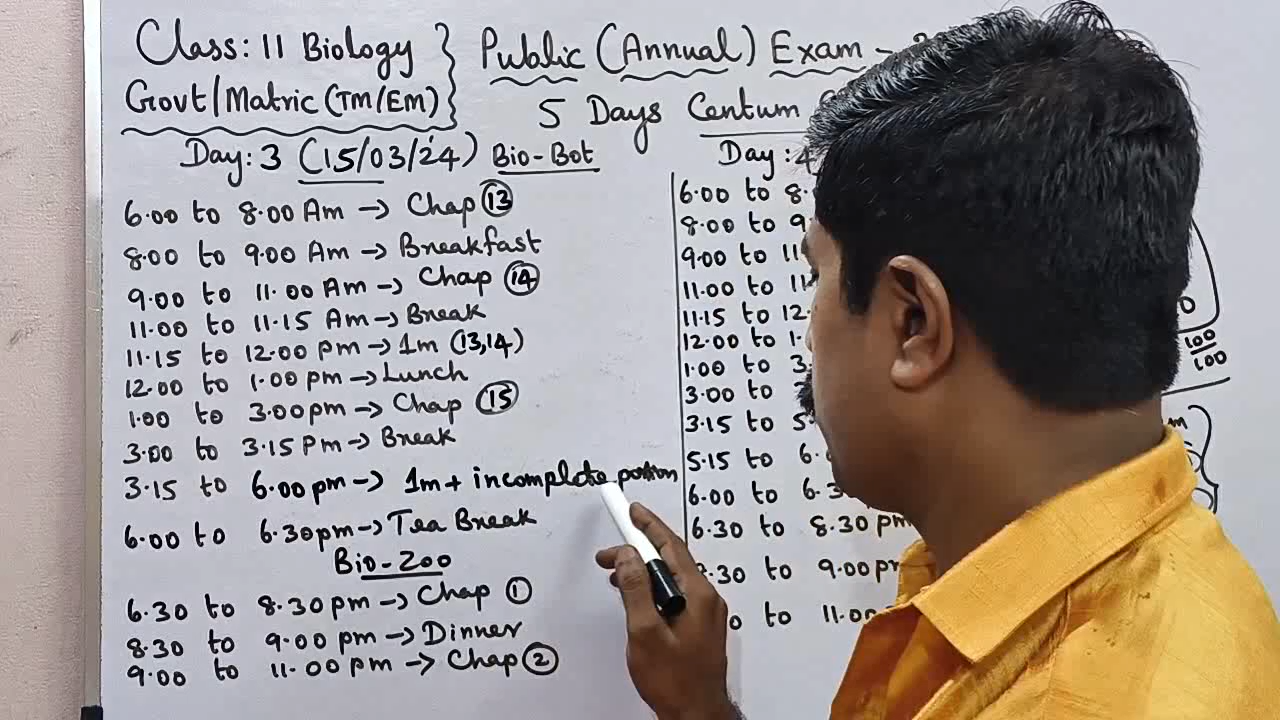 Class: 11 Biology
Govt/Matric (TM/EM)
Public (Annual) Exam -
5 Days Centum
Day: 3 (15/03/24) Bio-Bot
6.00 to 8.00 Am → Chap 13
8.00 to 9.00 Am → Breakfast
9.00 to 11.00 Am → Chap 14
11.00 to 11.15 Am → Break
11.15 to 12.00 pm → 1m (13,14)
12.00 to 1.00 pm → Lunch
1.00 to 3.00 pm → Chap 15
3.00 to 3.15 Pm → Break
3.15 to 6.00 pm → 1m + incomplete portion
6.00 to 6.30 pm → Tea Break
Bio-Zoo
6.30 to 8.30 pm → Chap 1
8.30 to 9.00 pm → Dinner
9.00 to 11.00 pm → Chap 2
Day: 4
6.00 to 8.
8.00 to 9.
9.00 to 11.
11.00 to 11.
11.15 to 12.
12.00 to 1.
1.00 to 3.
3.00 to 3
3.15 to 5.
5.15 to 6.
6.00 to 6.3
6.30 to 8.30 pm
.30 to 9.00 pm
to 11.00
100
100